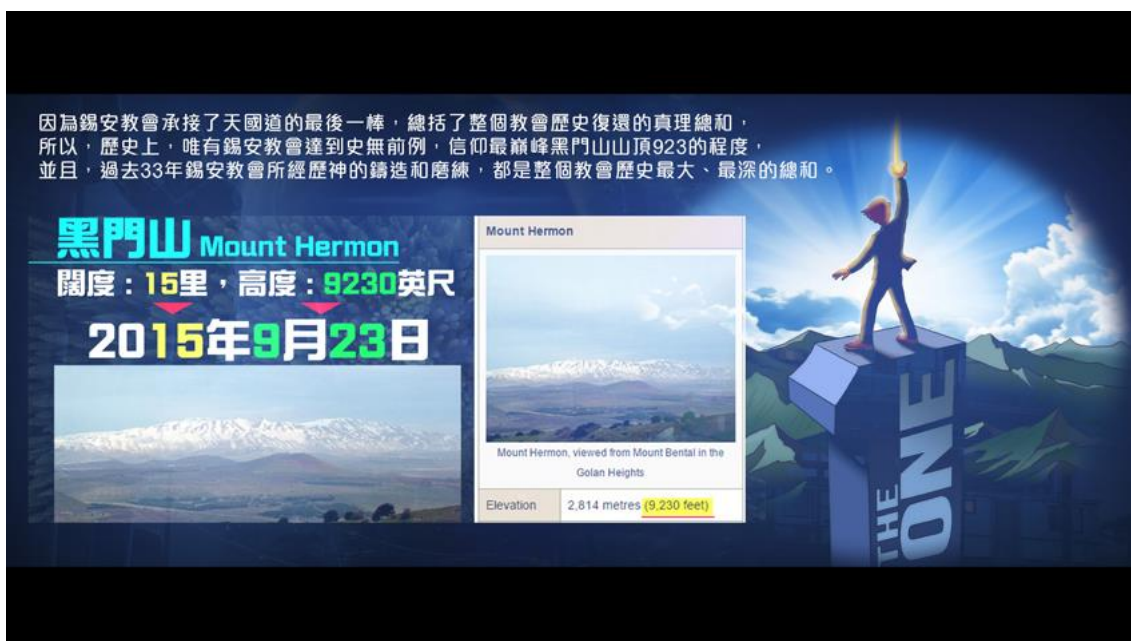 因為錫安教會承接了天國道的最後一棒，總括了整個教會歷史復還的真理總和，
所以，歷史上，唯有錫安教會達到史無前例，信仰最巔峰黑門山山頂923的程度，
並且，過去33年錫安教會所經歷神的鑄造和磨練，都是整個教會歷史最大、最深的總和。
黑門山 Mount Hermon
闊度：15里，高度：9230英尺
2015年9月23日
Mount Hermon
Mount Hermon, viewed from Mount Bental in the
Golan Heights
Elevation 2,814 metres (9,230 feet)
THE
ONE